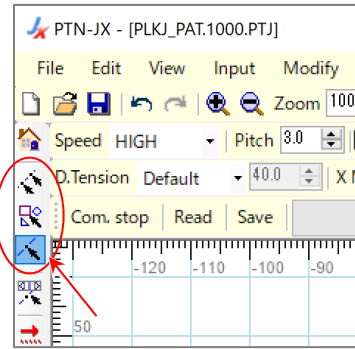 PTN-JX - [PLKJ_PAT.1000.PTJ]
File Edit View Input Modify
Zoom 100
Speed HIGH Pitch 3.0
D.Tension Default 40.0 X
Com. stop Read Save
-120 -110 -100 -90
50